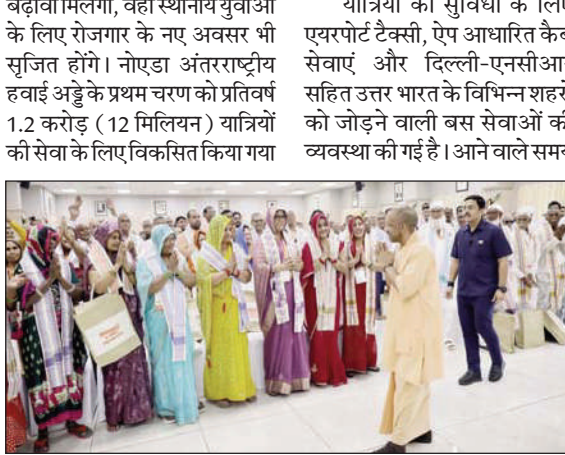 बढ़ावा मिलेगा, वहीं स्थानीय युवाओं
के लिए रोजगार के नए अवसर भी
सृजित होंगे। नोएडा अंतरराष्ट्रीय
हवाई अड्डे के प्रथम चरण को प्रतिवर्ष
1.2 करोड़ (12 मिलियन) यात्रियों
की सेवा के लिए विकसित किया गया
यात्रियों की सुविधा के लिए
एयरपोर्ट टैक्सी, ऐप आधारित कैब
सेवाएं और दिल्ली-एनसीआर
सहित उत्तर भारत के विभिन्न शहरों
को जोड़ने वाली बस सेवाओं की
व्यवस्था की गई है। आने वाले समय